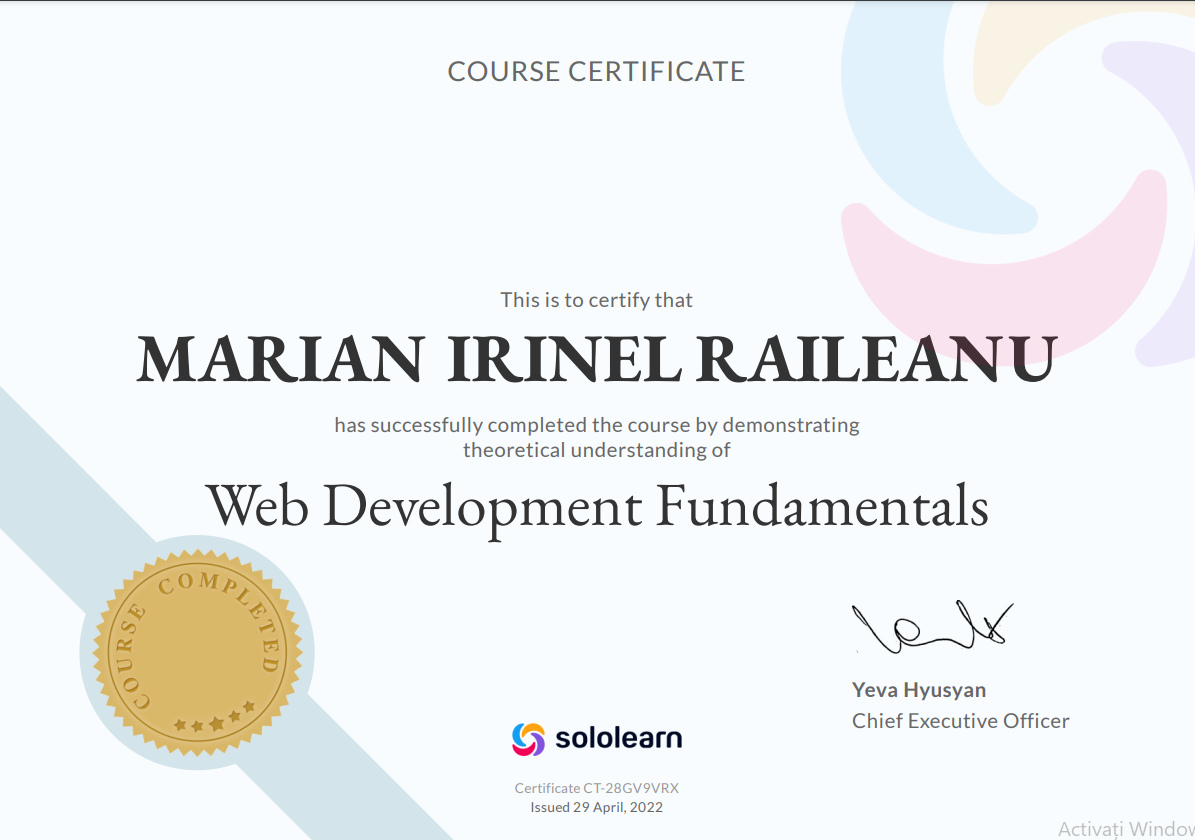 COURSE CERTIFICATE
This is to certify that
MARIAN IRINEL RAILEANU
has successfully completed the course by demonstrating
theoretical understanding of
Web Development Fundamentals
COURSE COMPLETED
Yeva Hyusyan
Chief Executive Officer
sololearn
Certificate CT-28GV9VRX
Issued 29 April, 2022
Activați Window